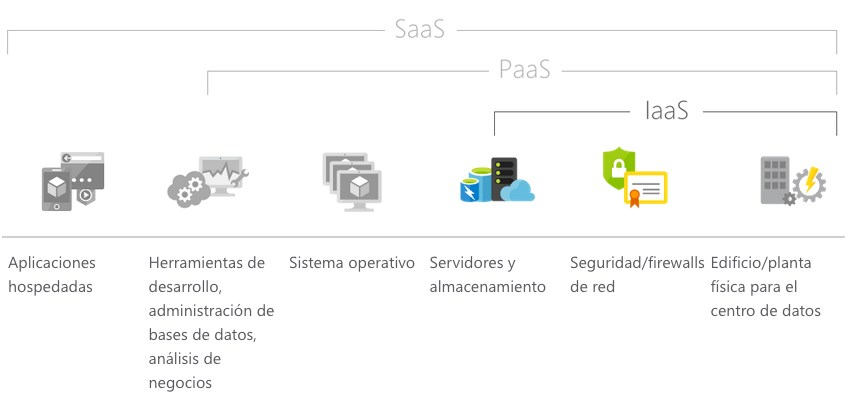 SaaS
PaaS
IaaS
Aplicaciones
hospedadas
Herramientas de
desarrollo,
administración de
bases de datos,
análisis de
negocios
Sistema operativo
Servidores y
almacenamiento
Seguridad/firewalls
de red
Edificio/planta
física para el
centro de datos